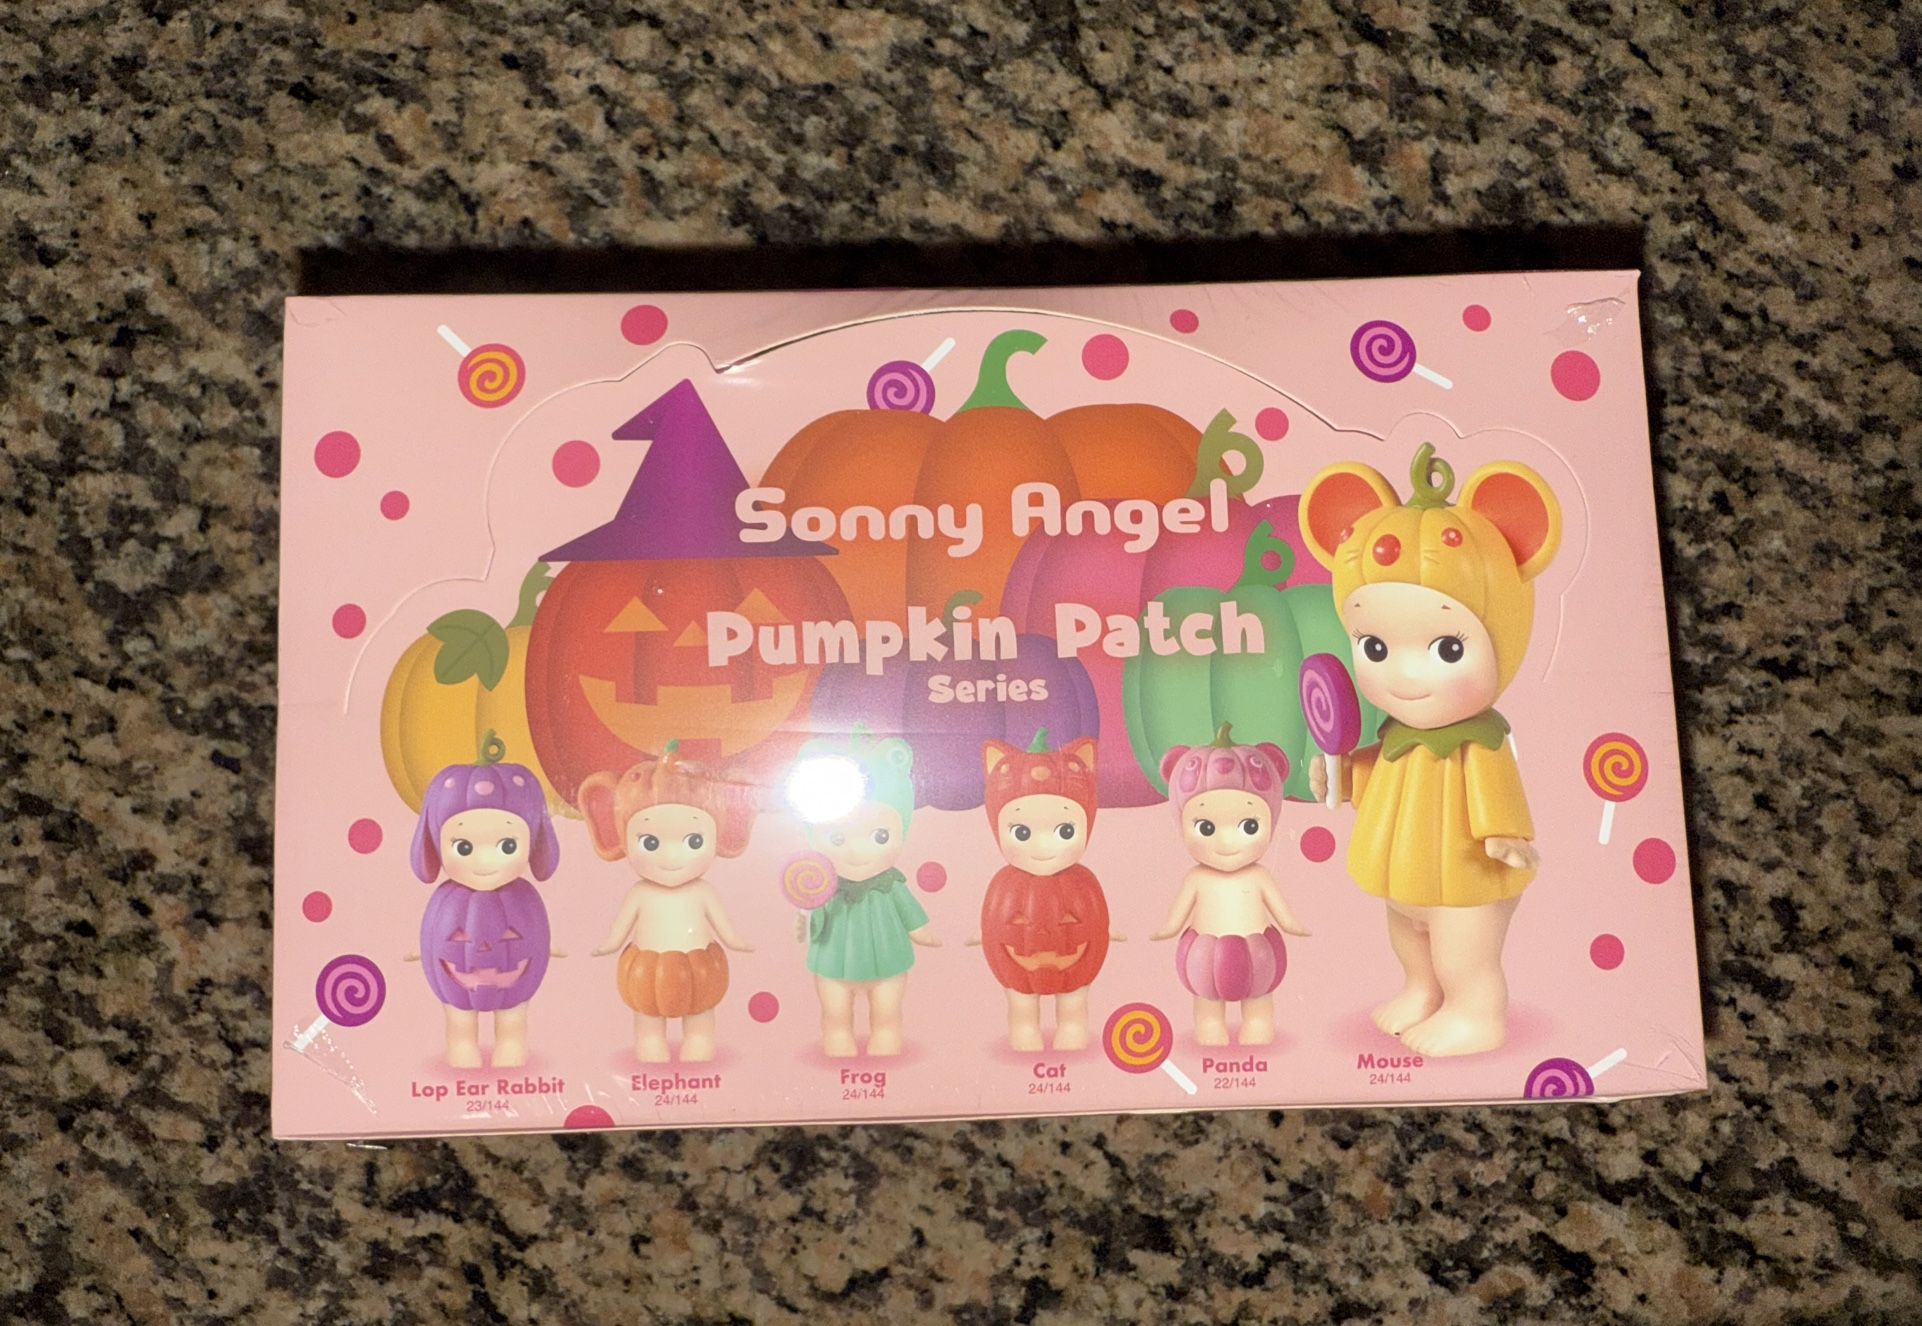 Sonny Angel
Pumpkin Patch
Series
Lop Ear Rabbit
23/144
Elephant
24/144
Frog
24/144
Cat
24/144
Panda
22/144
Mouse
24/144